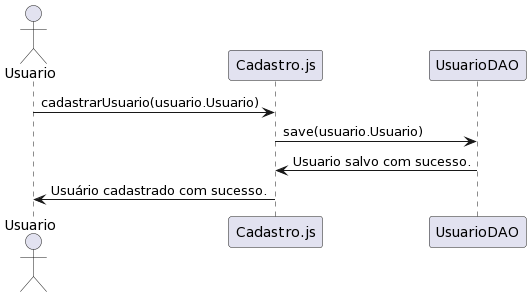 Usuario
Cadastro.js
UsuarioDAO
cadastrarUsuario(usuario.Usuario)
save(usuario.Usuario)
Usuario salvo com sucesso.
Usuário cadastrado com sucesso.
Usuario
Cadastro.js
UsuarioDAO